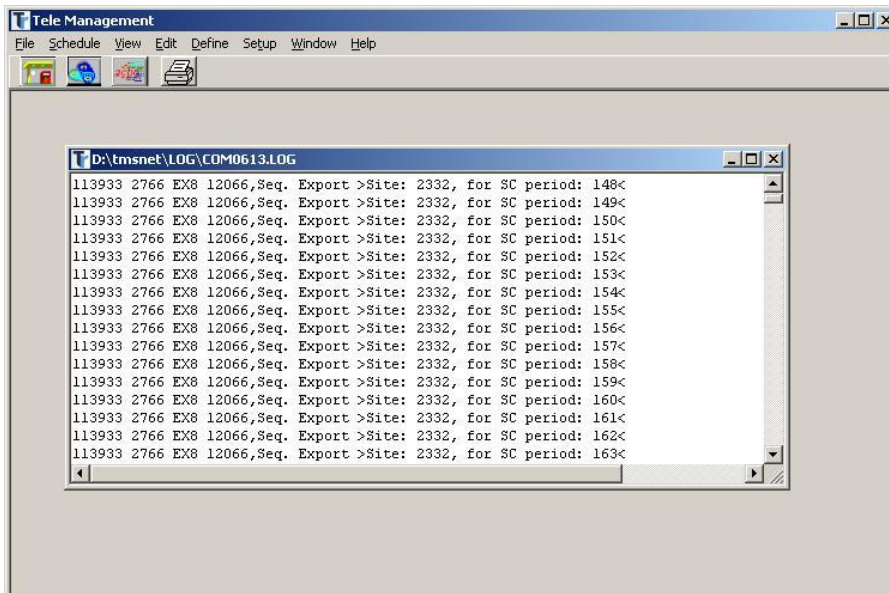 Tele Management
File Schedule View Edit Define Setup Window Help
D:\tmsnet\LOG\COM0613.LOG
113933 2766 EX8 12066,Seq. Export >Site: 2332, for SC period: 148<
113933 2766 EX8 12066,Seq. Export >Site: 2332, for SC period: 149<
113933 2766 EX8 12066,Seq. Export >Site: 2332, for SC period: 150<
113933 2766 EX8 12066,Seq. Export >Site: 2332, for SC period: 151<
113933 2766 EX8 12066,Seq. Export >Site: 2332, for SC period: 152<
113933 2766 EX8 12066,Seq. Export >Site: 2332, for SC period: 153<
113933 2766 EX8 12066,Seq. Export >Site: 2332, for SC period: 154<
113933 2766 EX8 12066,Seq. Export >Site: 2332, for SC period: 155<
113933 2766 EX8 12066,Seq. Export >Site: 2332, for SC period: 156<
113933 2766 EX8 12066,Seq. Export >Site: 2332, for SC period: 157<
113933 2766 EX8 12066,Seq. Export >Site: 2332, for SC period: 158<
113933 2766 EX8 12066,Seq. Export >Site: 2332, for SC period: 159<
113933 2766 EX8 12066,Seq. Export >Site: 2332, for SC period: 160<
113933 2766 EX8 12066,Seq. Export >Site: 2332, for SC period: 161<
113933 2766 EX8 12066,Seq. Export >Site: 2332, for SC period: 162<
113933 2766 EX8 12066,Seq. Export >Site: 2332, for SC period: 163<